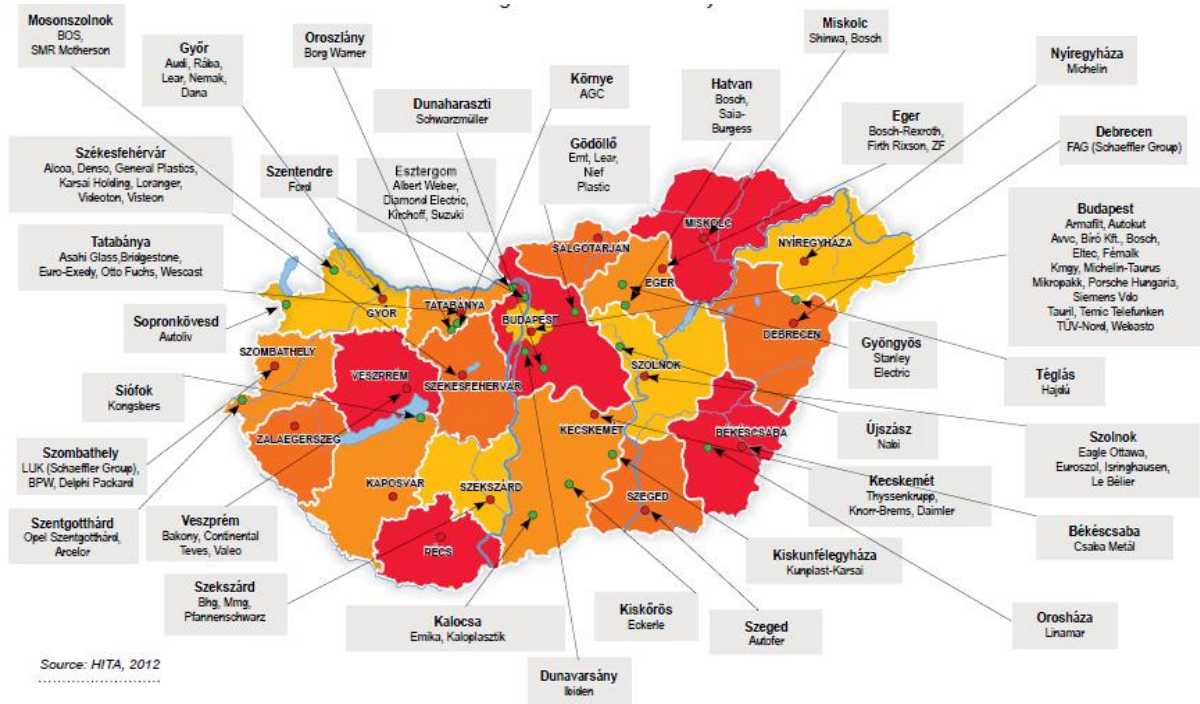 Mosonszolnok
BOS,
SMR Motherson
Győr
Audi, Rába,
Lear, Nemak,
Dana
Oroszlány
Borg Warner
Környe
AGC
Miskolc
Shinwa, Bosch
Nyíregyháza
Michelin
Dunaharaszti
Schwarzmüller
Hatvan
Bosch,
Saia-
Burgess
Eger
Bosch-Rexroth,
Firth Rixson, ZF
Debrecen
FAG (Schaeffler Group)
Székesfehérvár
Alcoa, Denso, General Plastics,
Karsai Holding, Loranger,
Videoton, Visteon
Szentendre
Ford
Esztergom
Albert Weber,
Diamond Electric,
Kirchoff, Suzuki
Gödöllő
Emt, Lear,
Nief
Plastic
Budapest
Armafilt, Autokut
Avvc, Bíró Kft., Bosch,
Eltec, Fémalk
Kmgy, Michelin-Taurus
Mikropakk, Porsche Hungaria,
Siemens Vdo
Tauril, Temic Telefunken
TÜV-Nord, Webasto
Tatabánya
Asahi Glass,Bridgestone,
Euro-Exedy, Otto Fuchs, Wescast
Sopronkövesd
Autoliv
Siófok
Kongsbers
Gyöngyös
Stanley
Electric
Téglás
Hajdú
Újszász
Nabi
Szombathely
LUK (Schaeffler Group),
BPW, Delphi Packard
Szolnok
Eagle Ottawa,
Euroszol, Isringhausen,
Le Bélier
Kecskemét
Thyssenkrupp,
Knorr-Brems, Daimler
Szentgotthárd
Opel Szentgotthárd,
Arcelor
Veszprém
Bakony, Continental
Teves, Valeo
Békéscsaba
Csaba Metál
Kiskunfélegyháza
Kunplast-Karsai
Szekszárd
Bhg, Mmg,
Pfannenschwarz
Kalocsa
Emika, Kaloplasztik
Kiskőrös
Eckerle
Szeged
Autofer
Orosháza
Linamar
Dunavarsány
Ibiden
MISKOLC
SALGÓTARJÁN
NYÍREGYHÁZA
EGER
GYŐR
TATABÁNYA
BUDAPEST
DEBRECEN
SZOMBATHELY
VESZPRÉM
SZÉKESFEHÉRVÁR
SZOLNOK
ZALAEGERSZEG
KECSKEMÉT
BÉKÉSCSABA
KAPOSVÁR
SZEKSZÁRD
SZEGED
PÉCS
Source: HITA, 2012